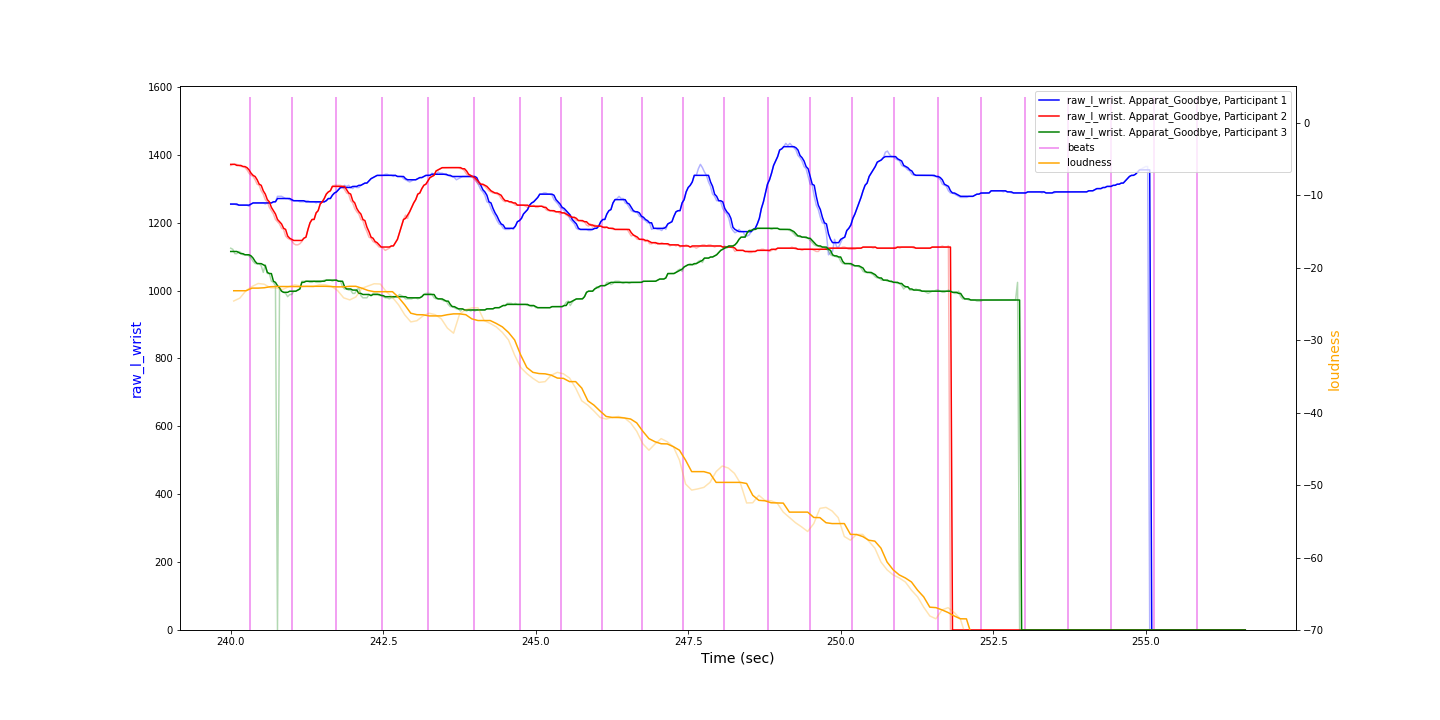 1600
1400
1200
1000
800
600
400
200
0
raw_l_wrist
raw_l_wrist. Apparat_Goodbye, Participant 1
raw_l_wrist. Apparat_Goodbye, Participant 2
raw_l_wrist. Apparat_Goodbye, Participant 3
beats
loudness
0
−10
−20
−30
−40
−50
−60
−70
loudness
240.0 242.5 245.0 247.5 250.0 252.5 255.0
Time (sec)